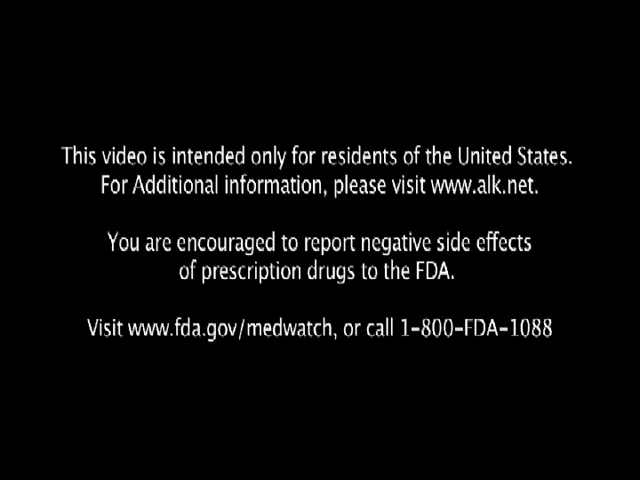 This video is intended only for residents of the United States.
For Additional information, please visit www.alk.net.
You are encouraged to report negative side effects
of prescription drugs to the FDA.
Visit www.fda.gov/medwatch, or call 1-800-FDA-1088